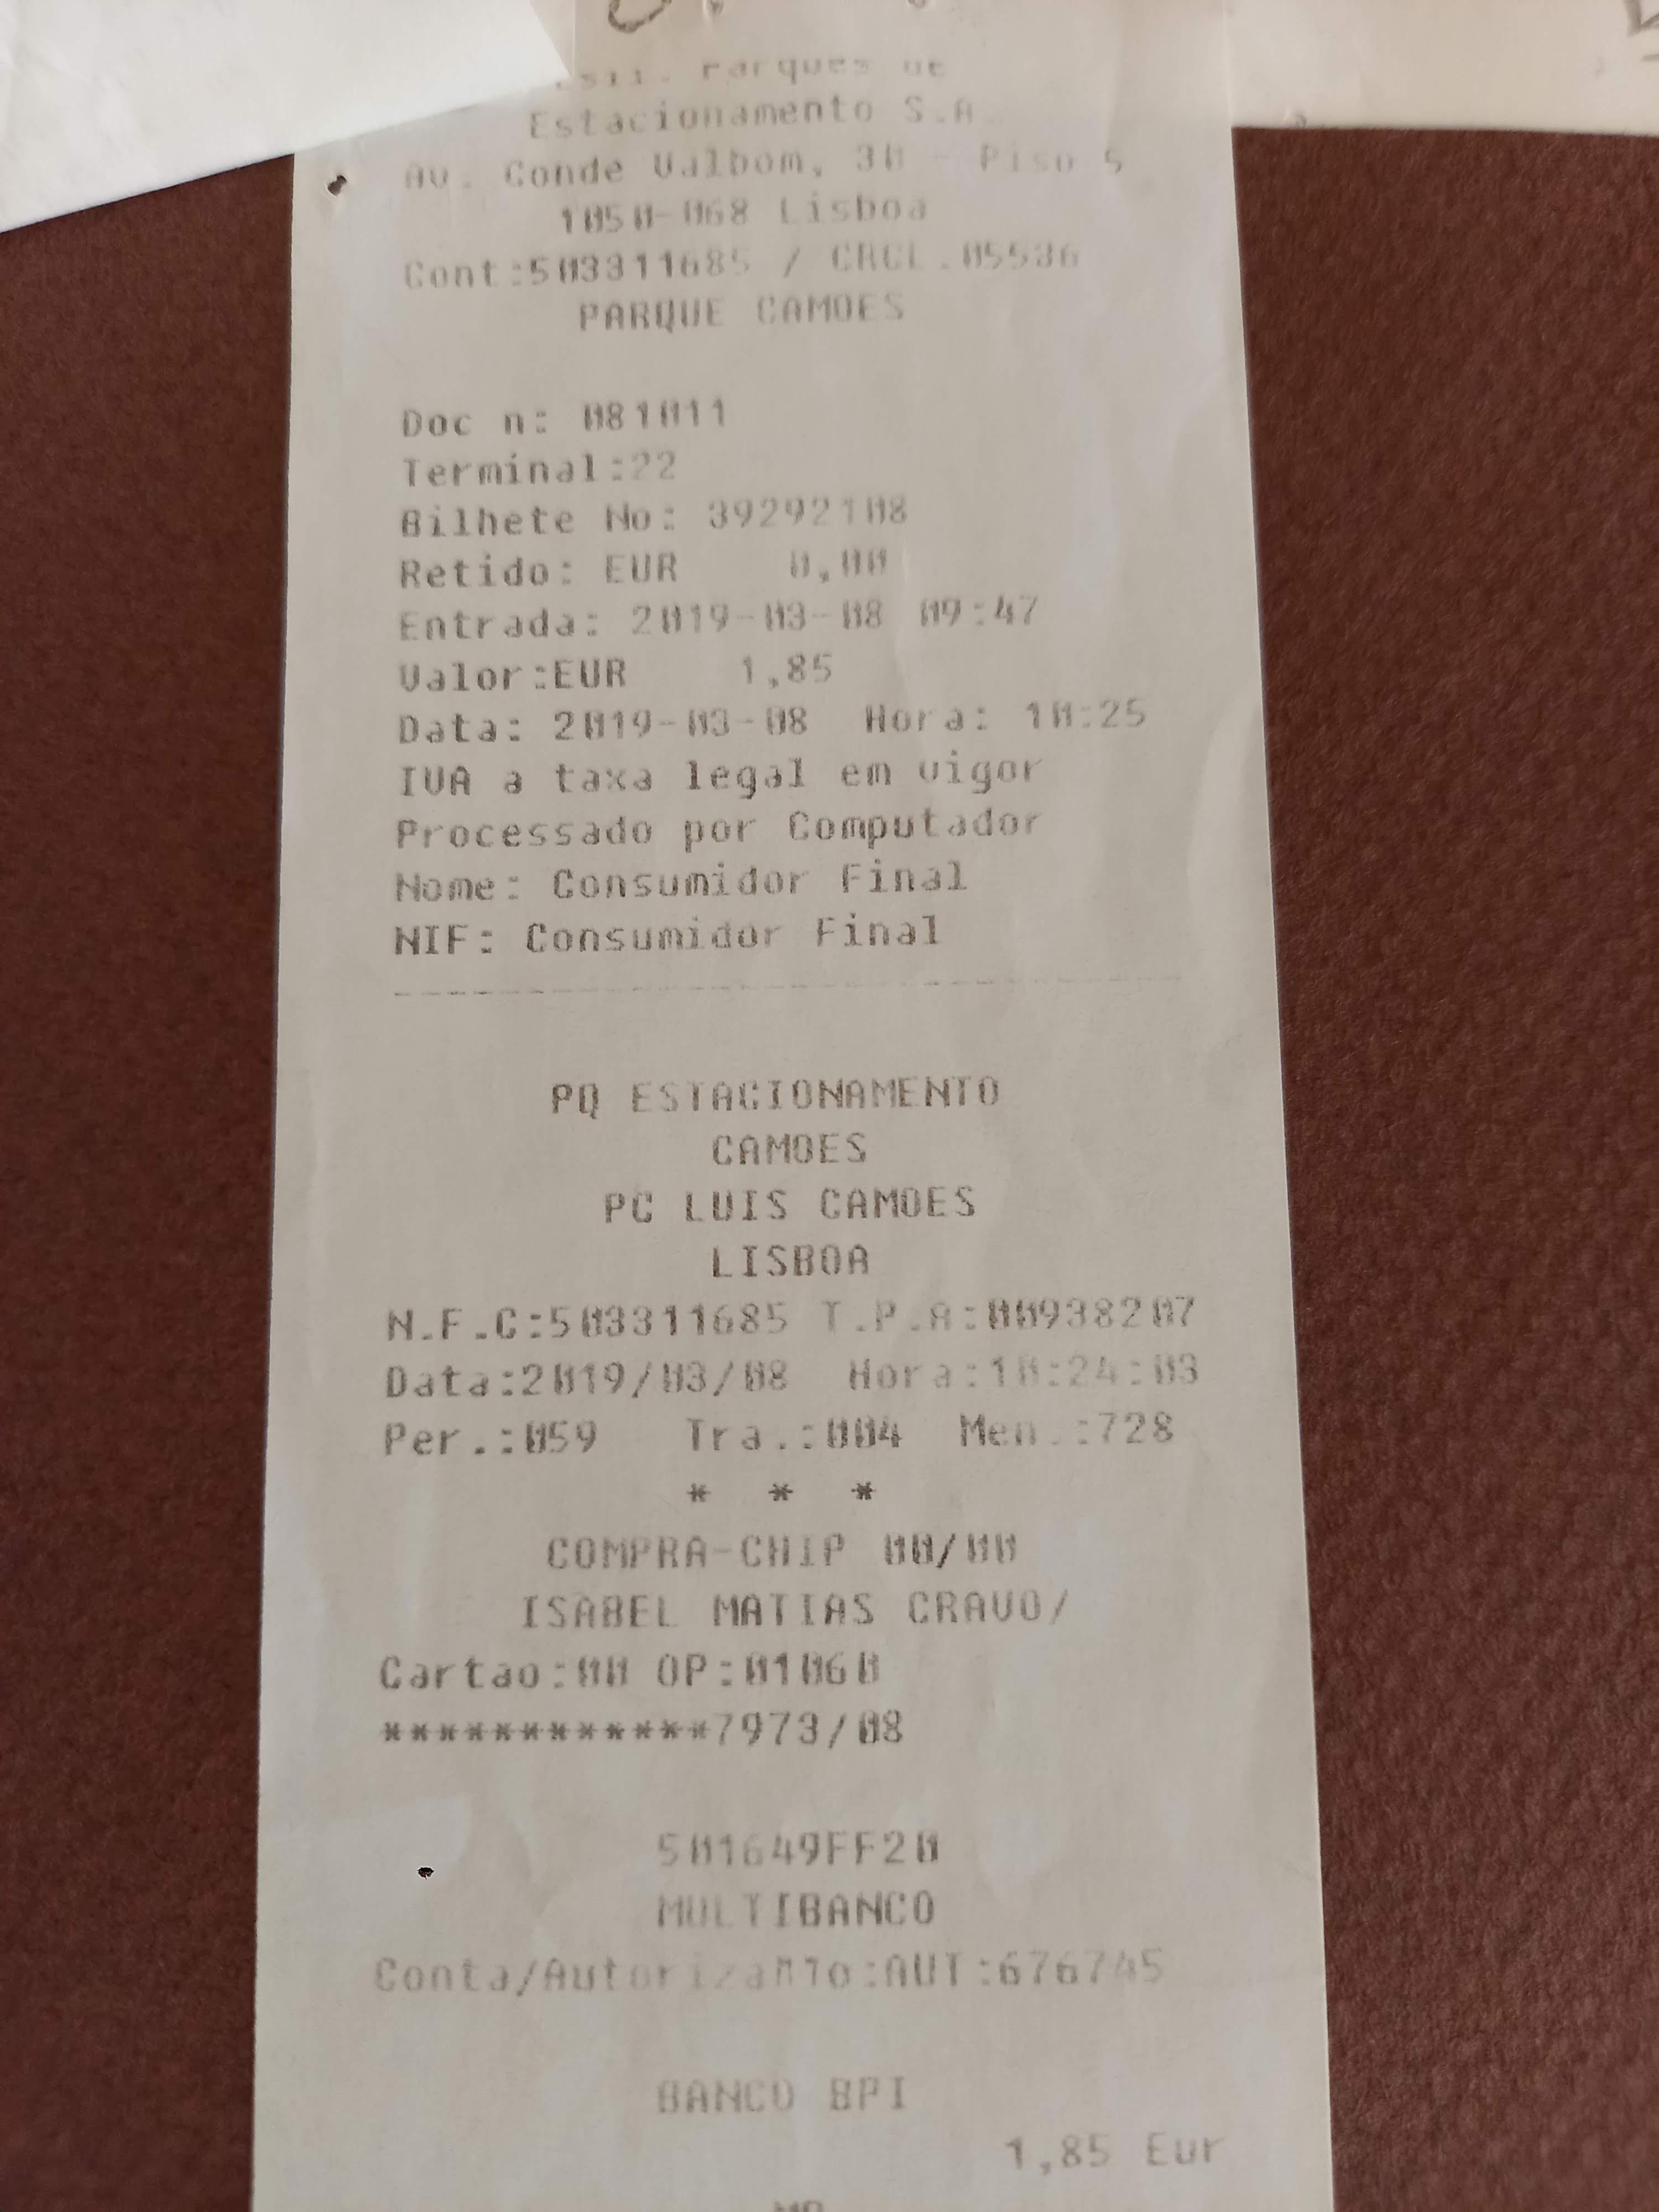 Parques de
Estacionamento S.A.
Av. Conde Valbom, 30 - Piso 5
1050-068 Lisboa
Cont:503311685 / CRCL.05536
PARQUE CAMOES
Doc n: 081011
Terminal:22
Bilhete No: 39292108
Retido: EUR 0,00
Entrada: 2019-03-08 09:47
Valor:EUR 1,85
Data: 2019-03-08 Hora: 10:25
IVA a taxa legal em vigor
Processado por Computador
Nome: Consumidor Final
NIF: Consumidor Final
--------------------------------
PQ ESTACIONAMENTO
CAMOES
PC LUIS CAMOES
LISBOA
N.F.C:503311685 T.P.A:00938207
Data:2019/03/08 Hora:10:24:03
Per.:059 Tra.:004 Men.:728
* * *
COMPRA-CHIP 00/00
ISABEL MATIAS CRAVO/
Cartao:00 OP:01060
************7973/08
501649FF20
MULTIBANCO
AUT:676745
BANCO BPI
1,85 Eur